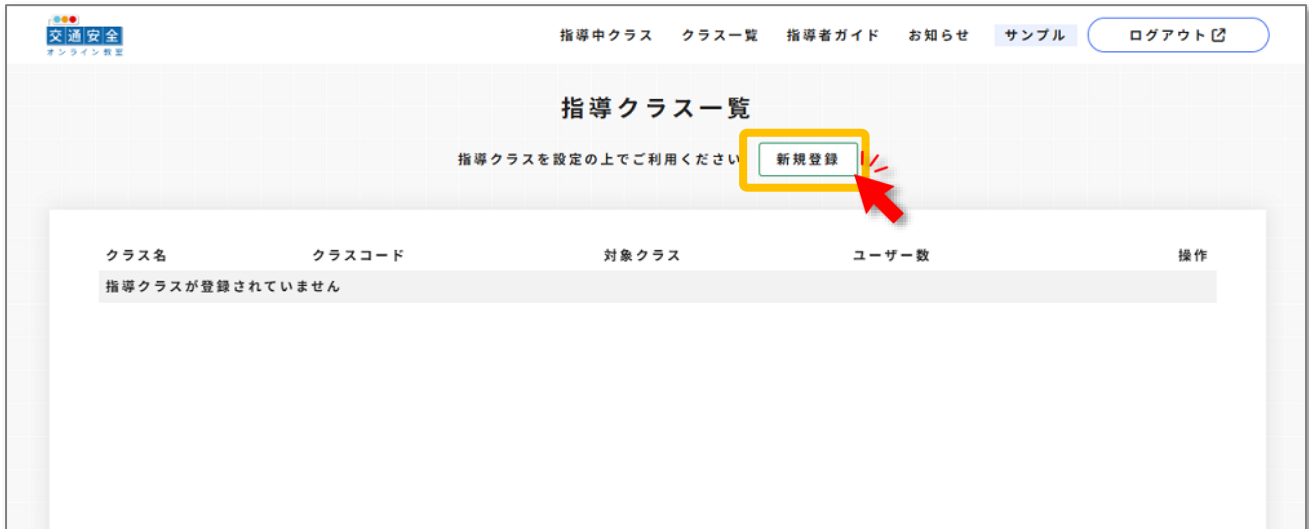 交通安全
オンライン教室
指導中クラス クラス一覧 指導者ガイド お知らせ サンプル ログアウト
指導クラス一覧
指導クラスを設定の上でご利用ください 新規登録
クラス名 クラスコード 対象クラス ユーザー数 操作
指導クラスが登録されていません